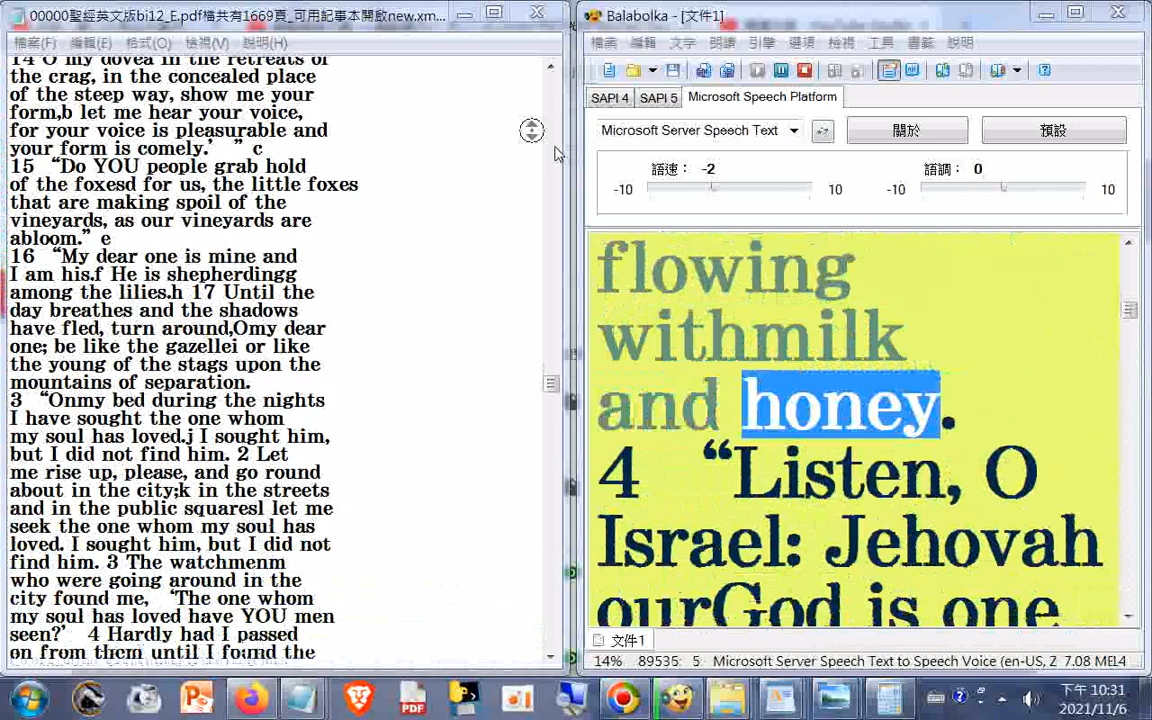 00000聖經英文版bi12_E.pdf檔共有1669頁_可用記事本開啟new.xm...
檔案(F) 編輯(E) 格式(O) 檢視(V) 說明(H)
14 O my dovea in the retreats of
the crag, in the concealed place
of the steep way, show me your
form,b let me hear your voice,
for your voice is pleasurable and
your form is comely.’ ” c
15 “Do YOU people grab hold
of the foxesd for us, the little foxes
that are making spoil of the
vineyards, as our vineyards are
abloom.” e
16 “My dear one is mine and
I am his.f He is shepherdingg
among the lilies.h 17 Until the
day breathes and the shadows
have fled, turn around,Omy dear
one; be like the gazellei or like
the young of the stags upon the
mountains of separation.
3 “Onmy bed during the nights
I have sought the one whom
my soul has loved.j I sought him,
but I did not find him. 2 Let
me rise up, please, and go round
about in the city;k in the streets
and in the public squaresl let me
seek the one whom my soul has
loved. I sought him, but I did not
find him. 3 The watchmenm
who were going around in the
city found me, ‘The one whom
my soul has loved have YOU men
seen?’ 4 Hardly had I passed
on from them until I found the
Balabolka - [文件1]
檔案 編輯 文字 朗讀 引擎 選項 檢視 工具 書籤 說明
SAPI 4 SAPI 5 Microsoft Speech Platform
Microsoft Server Speech Text 關於 預設
語速： -2 語調： 0
-10 10 -10 10
flowing
withmilk
and honey.
4 “Listen, O
Israel: Jehovah
ourGod is one
文件1
14% 89535: 5: Microsoft Server Speech Text to Speech Voice (en-US, Z 7.08 MB
PDF
下午 10:31
2021/11/6